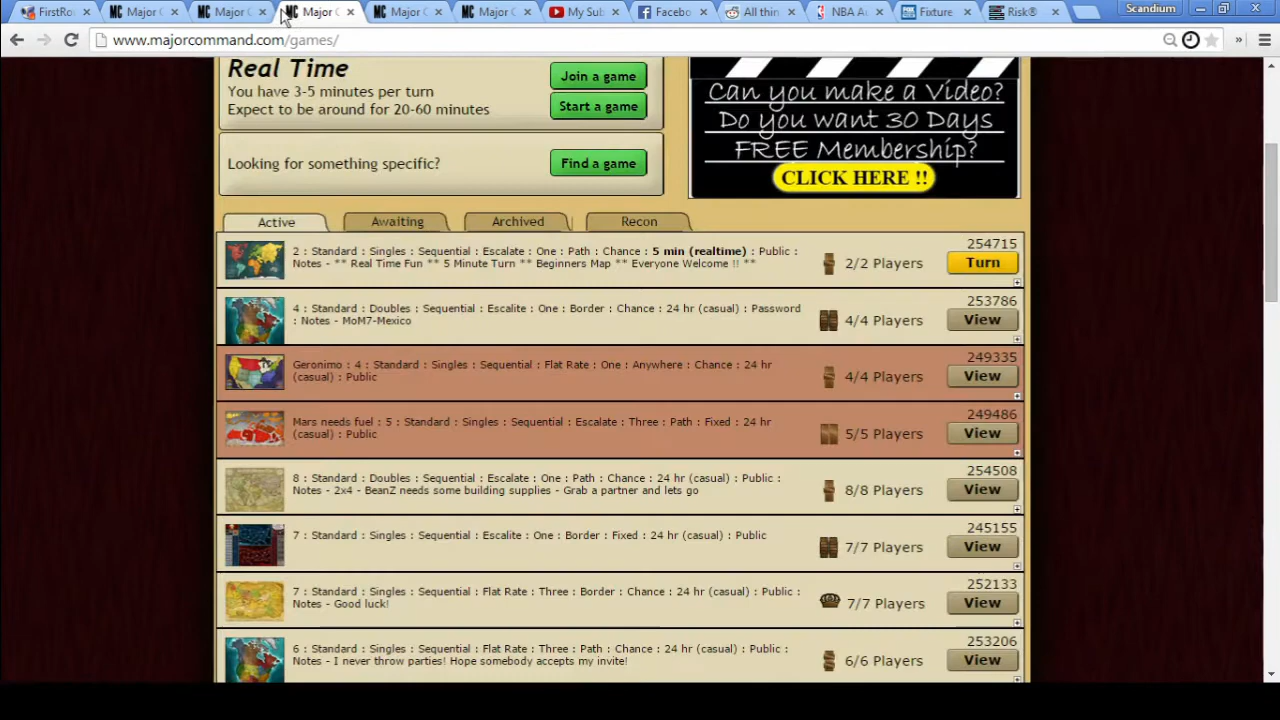 FirstRo
Major C
Major C
Major C
Major C
Major C
My Sub
Facebo
All thin
NBA A
Fixture
Risk®
Scandium
www.majorcommand.com/games/
Real Time
You have 3-5 minutes per turn
Expect to be around for 20-60 minutes
Join a game
Start a game
Looking for something specific?
Find a game
Can you make a Video?
Do you want 30 Days
FREE Membership?
CLICK HERE !!
Active
Awaiting
Archived
Recon
2 : Standard : Singles : Sequential : Escalate : One : Path : Chance : 5 min (realtime) : Public :
Notes - ** Real Time Fun ** 5 Minute Turn ** Beginners Map ** Everyone Welcome !! **
2/2 Players
254715
Turn
4 : Standard : Doubles : Sequential : Escalite : One : Border : Chance : 24 hr (casual) : Password
: Notes - MoM7-Mexico
4/4 Players
253786
View
Geronimo : 4 : Standard : Singles : Sequential : Flat Rate : One : Anywhere : Chance : 24 hr
(casual) : Public
4/4 Players
249335
View
Mars needs fuel : 5 : Standard : Singles : Sequential : Escalate : Three : Path : Fixed : 24 hr
(casual) : Public
5/5 Players
249486
View
8 : Standard : Doubles : Sequential : Escalate : One : Path : Chance : 24 hr (casual) : Public :
Notes - 2x4 - BeanZ needs some building supplies - Grab a partner and lets go
8/8 Players
254508
View
7 : Standard : Singles : Sequential : Escalite : One : Border : Fixed : 24 hr (casual) : Public
7/7 Players
245155
View
7 : Standard : Singles : Sequential : Flat Rate : Three : Border : Chance : 24 hr (casual) : Public :
Notes - Good luck!
7/7 Players
252133
View
6 : Standard : Singles : Sequential : Flat Rate : Three : Path : Chance : 24 hr (casual) : Public :
Notes - I never throw parties! Hope somebody accepts my invite!
6/6 Players
253206
View